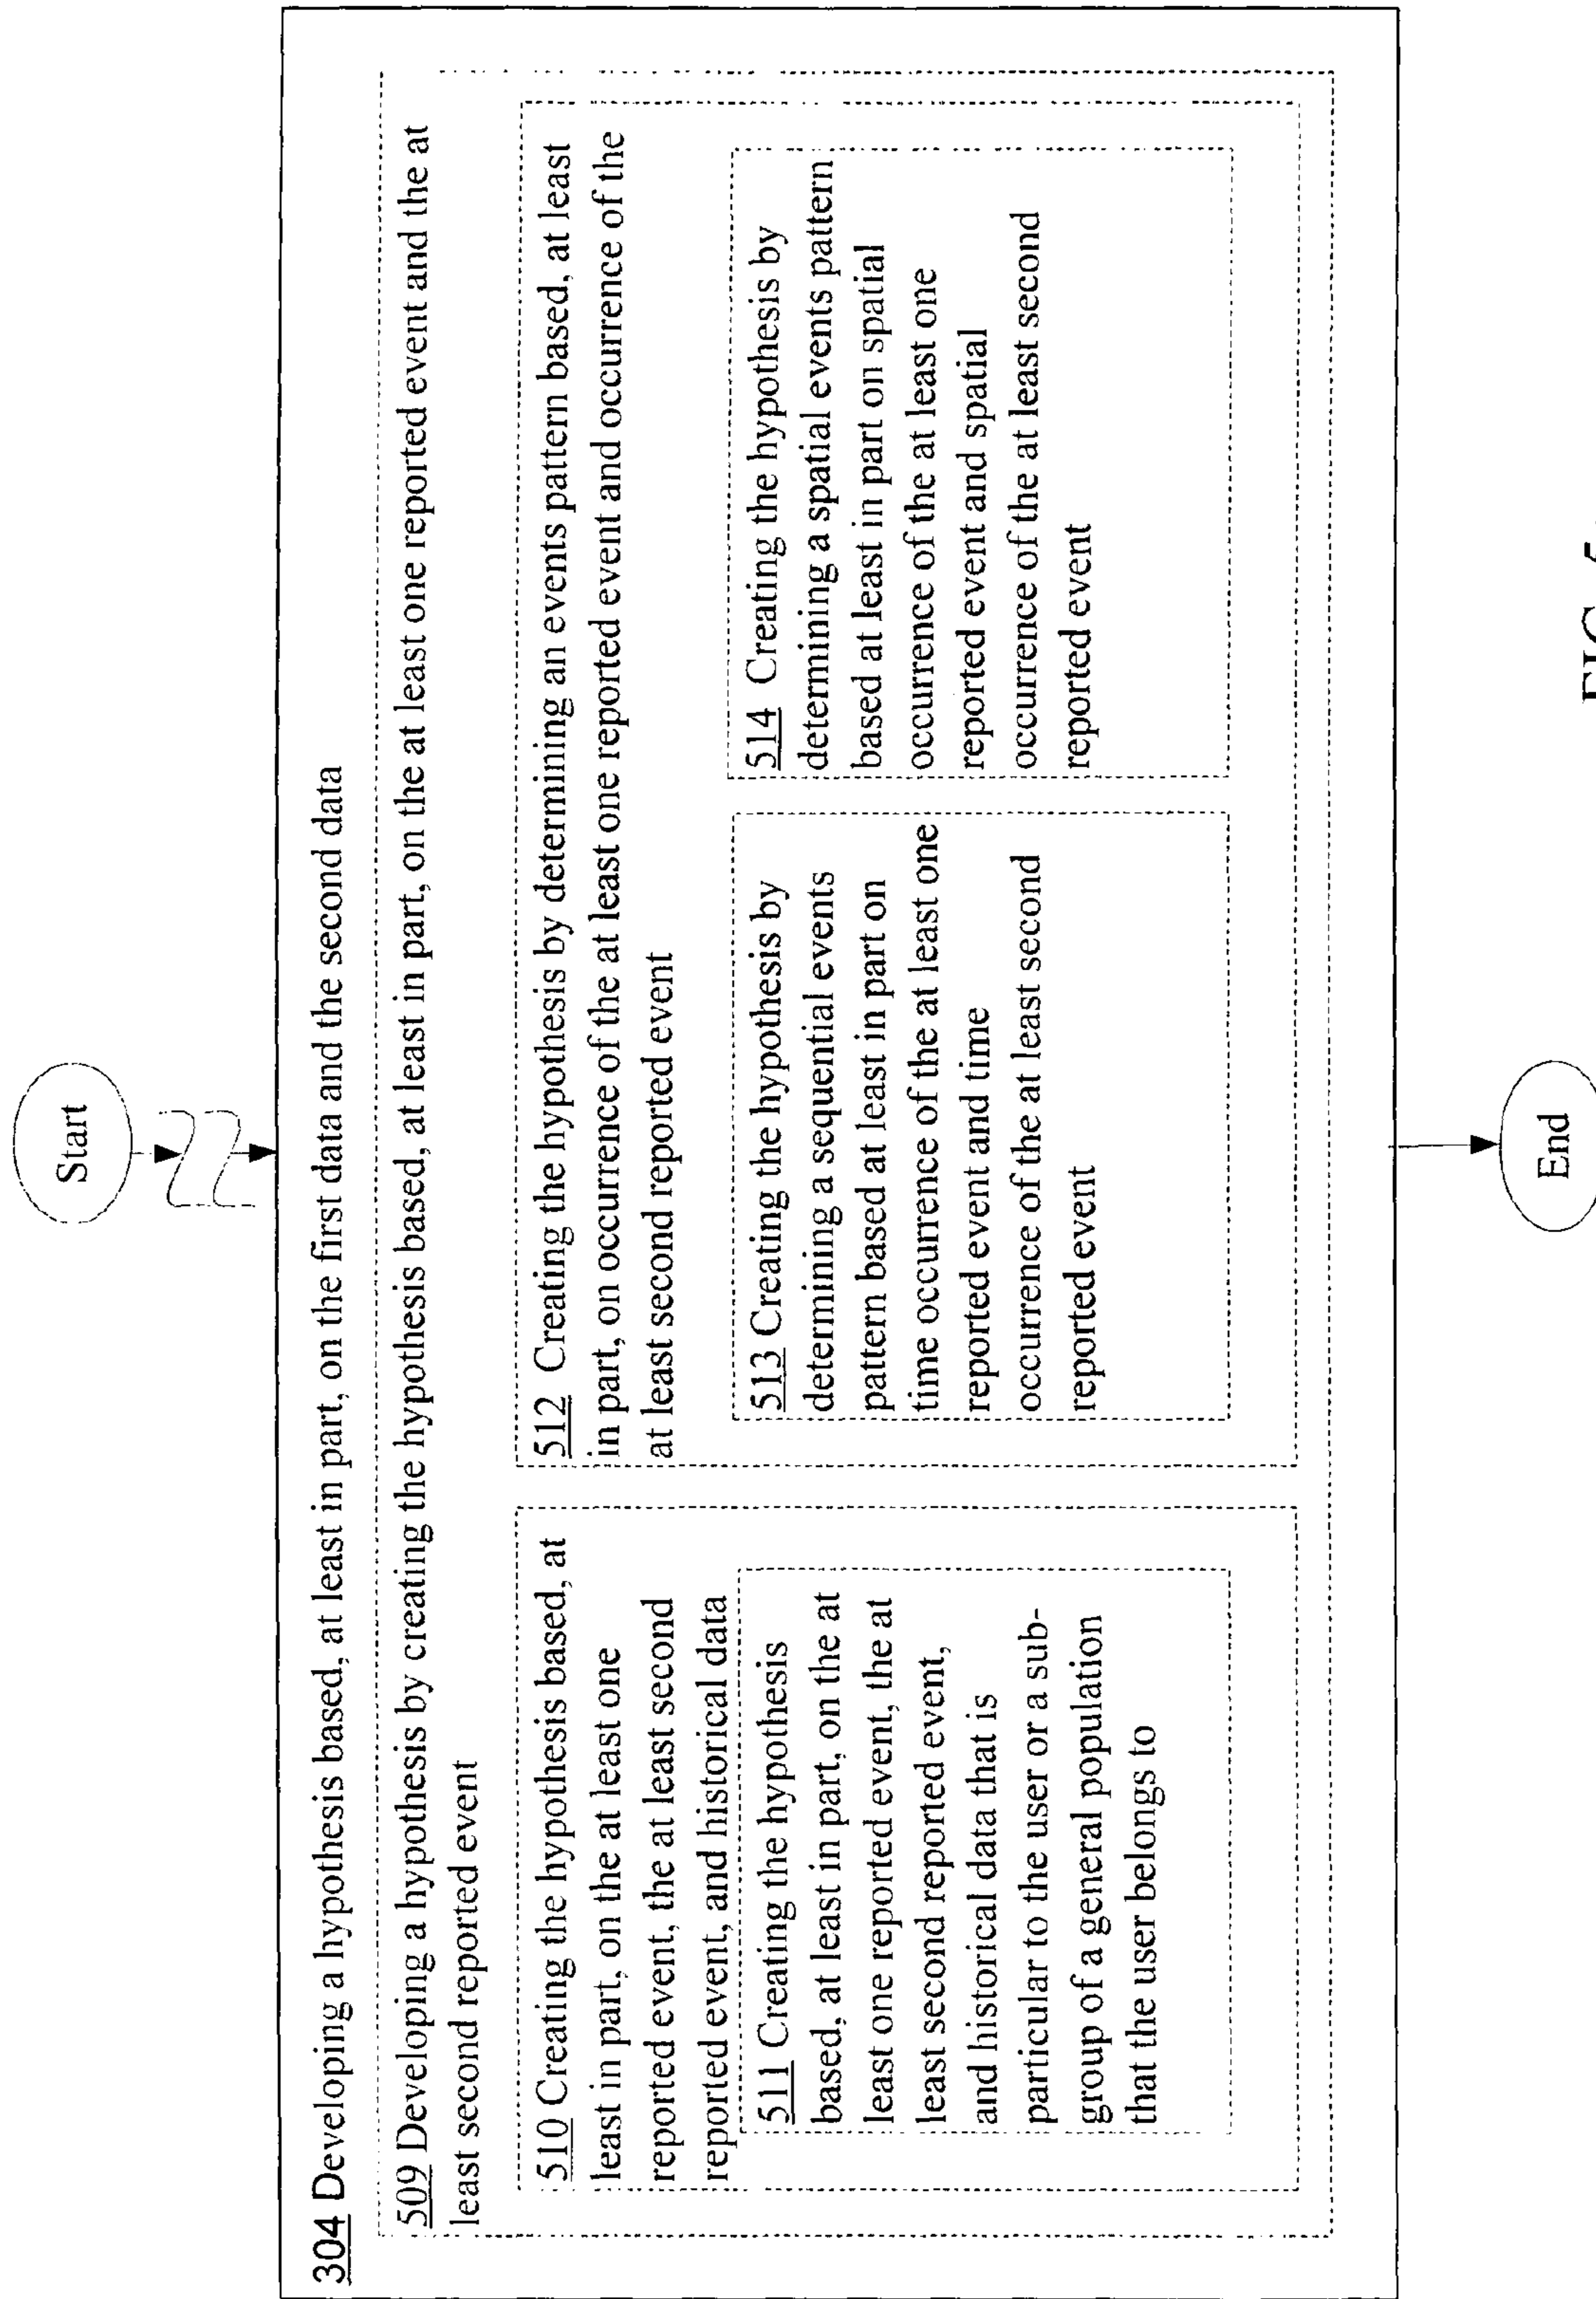 Start
304 Developing a hypothesis based, at least in part, on the first data and the second data
509 Developing a hypothesis by creating the hypothesis based, at least in part, on the at least one reported event and the at
least second reported event
510 Creating the hypothesis based, at
least in part, on the at least one
reported event, the at least second
reported event, and historical data
511 Creating the hypothesis
based, at least in part, on the at
least one reported event, the at
least second reported event,
and historical data that is
particular to the user or a sub-
group of a general population
that the user belongs to
512 Creating the hypothesis by determining an events pattern based, at least
in part, on occurrence of the at least one reported event and occurrence of the
at least second reported event
513 Creating the hypothesis by
determining a sequential events
pattern based at least in part on
time occurrence of the at least one
reported event and time
occurrence of the at least second
reported event
514 Creating the hypothesis by
determining a spatial events pattern
based at least in part on spatial
occurrence of the at least one
reported event and spatial
occurrence of the at least second
reported event
End
FIG.